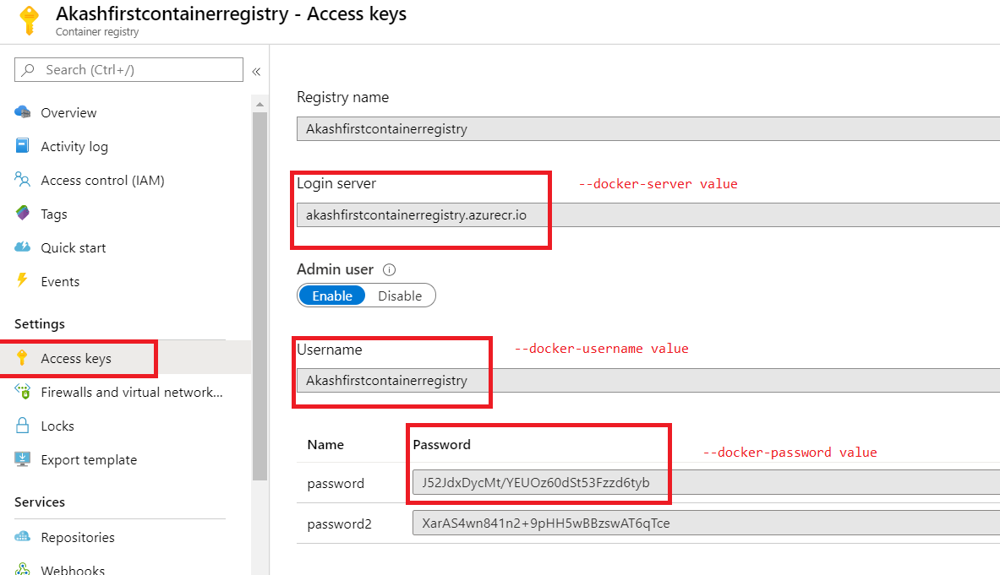 Akashfirstcontainerregistry - Access keys
Container registry
Search (Ctrl+/)
«
Overview
Activity log
Access control (IAM)
Tags
Quick start
Events
Settings
Access keys
Firewalls and virtual network...
Locks
Export template
Services
Repositories
Webhooks
Registry name
Akashfirstcontainerregistry
Login server --docker-server value
akashfirstcontainerregistry.azurecr.io
Admin user
Enable Disable
Username --docker-username value
Akashfirstcontainerregistry
Name Password --docker-password value
password J52JdxDycMt/YEUOz60dSt53Fzzd6tyb
password2 XarAS4wn841n2+9pHH5wBBzswAT6qTce